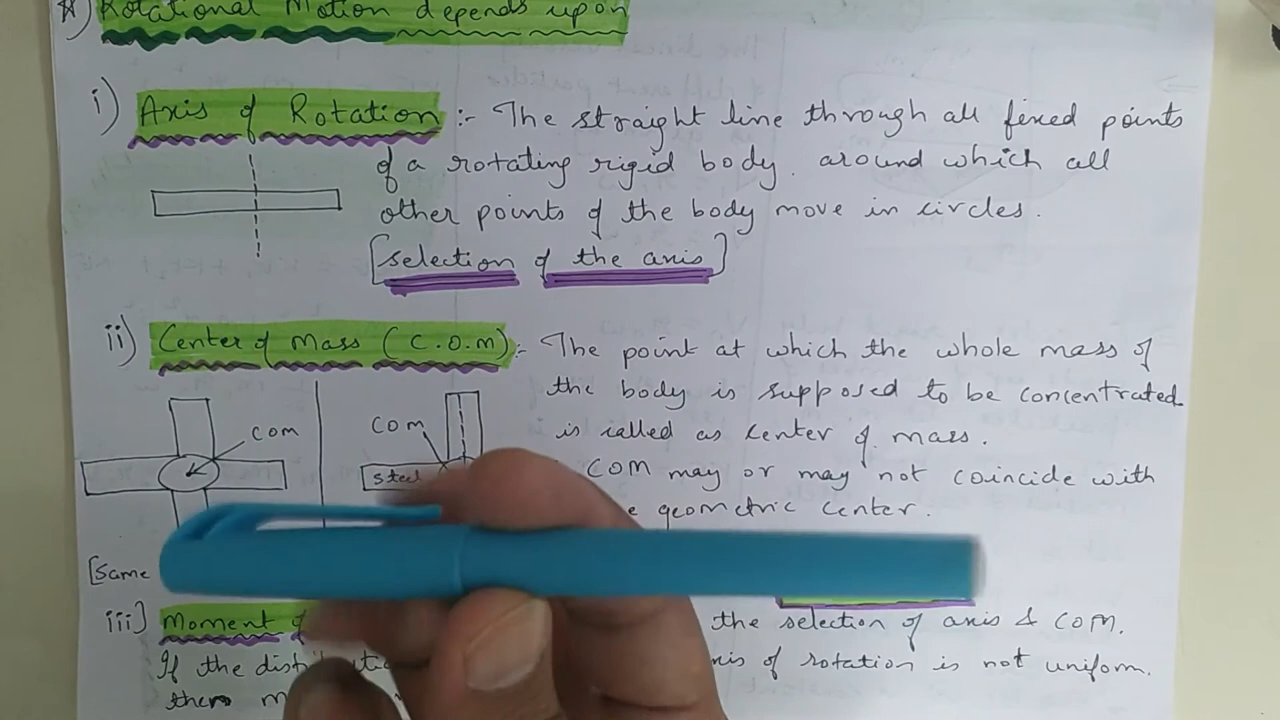 Rotational Motion depends upon
i) Axis of Rotation :- The straight line through all fixed points
of a rotating rigid body. around which all
other points of the body move in circles.
[selection of the axis]
ii) Center of Mass (C.O.M) :- The point at which the whole mass of
the body is supposed to be concentrated
is called as center of mass.
COM may or may not coincide with
geometric center.
COM
COM
steel
[Same
iii] Moment
the selection of axis & COM.
If the
of rotation is not uniform.